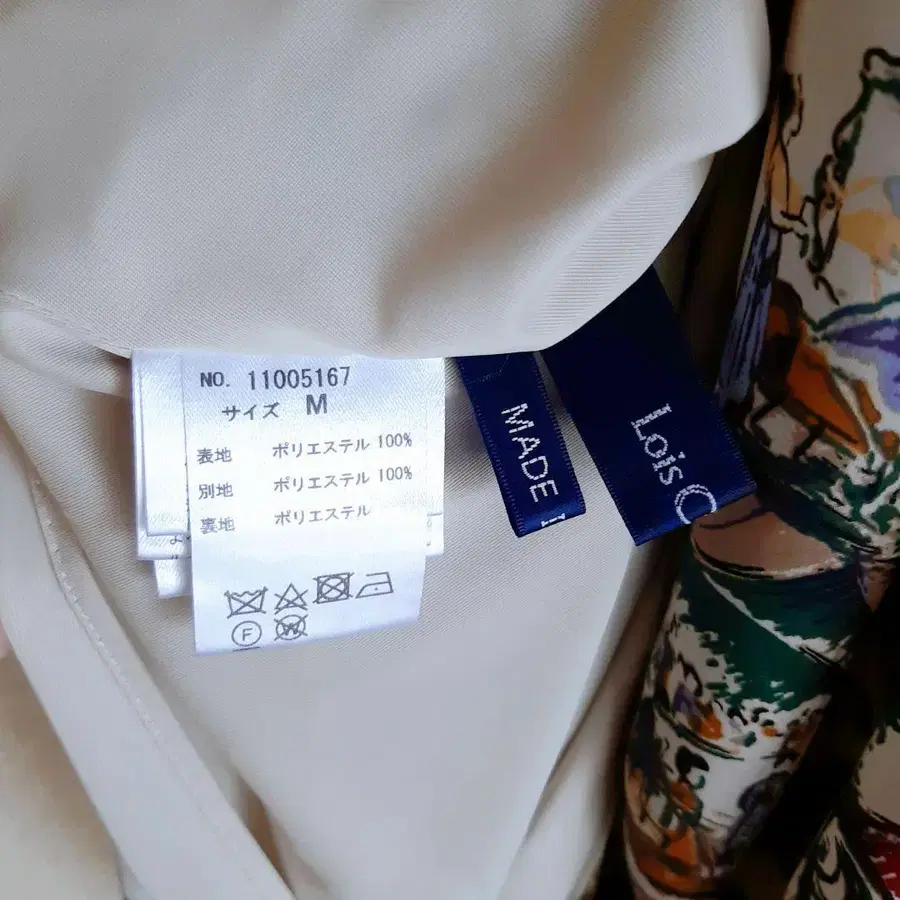 NO. 11005167
サイズ M
表地 ポリエステル 100%
別地 ポリエステル 100%
裏地 ポリエステル
F
W
MADE I
Lois C